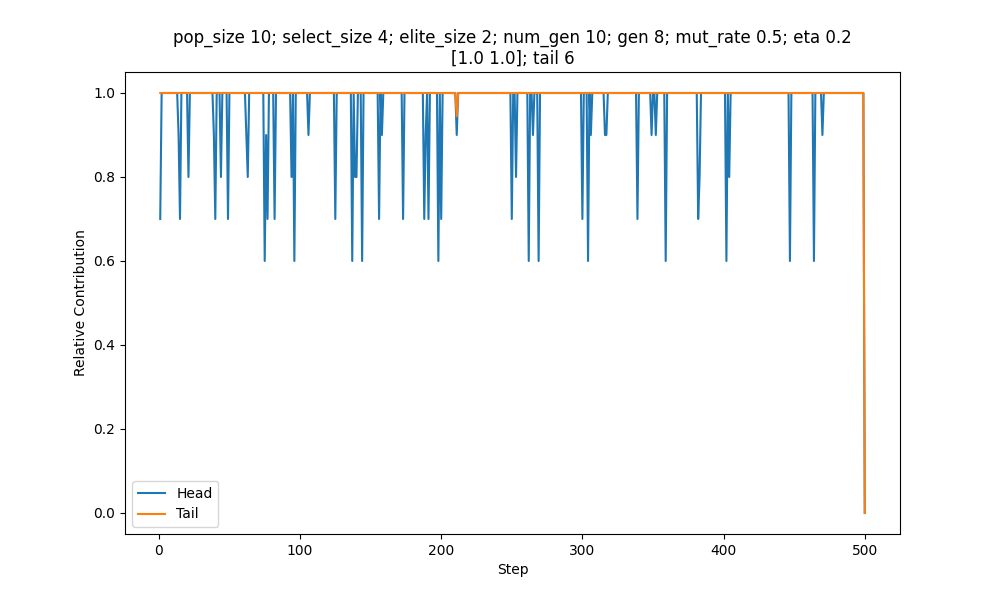 pop_size 10; select_size 4; elite_size 2; num_gen 10; gen 8; mut_rate 0.5; eta 0.2
[1.0 1.0]; tail 6
Relative Contribution
1.0
0.8
0.6
0.4
0.2
0.0
Head
Tail
0
100
200
300
400
500
Step